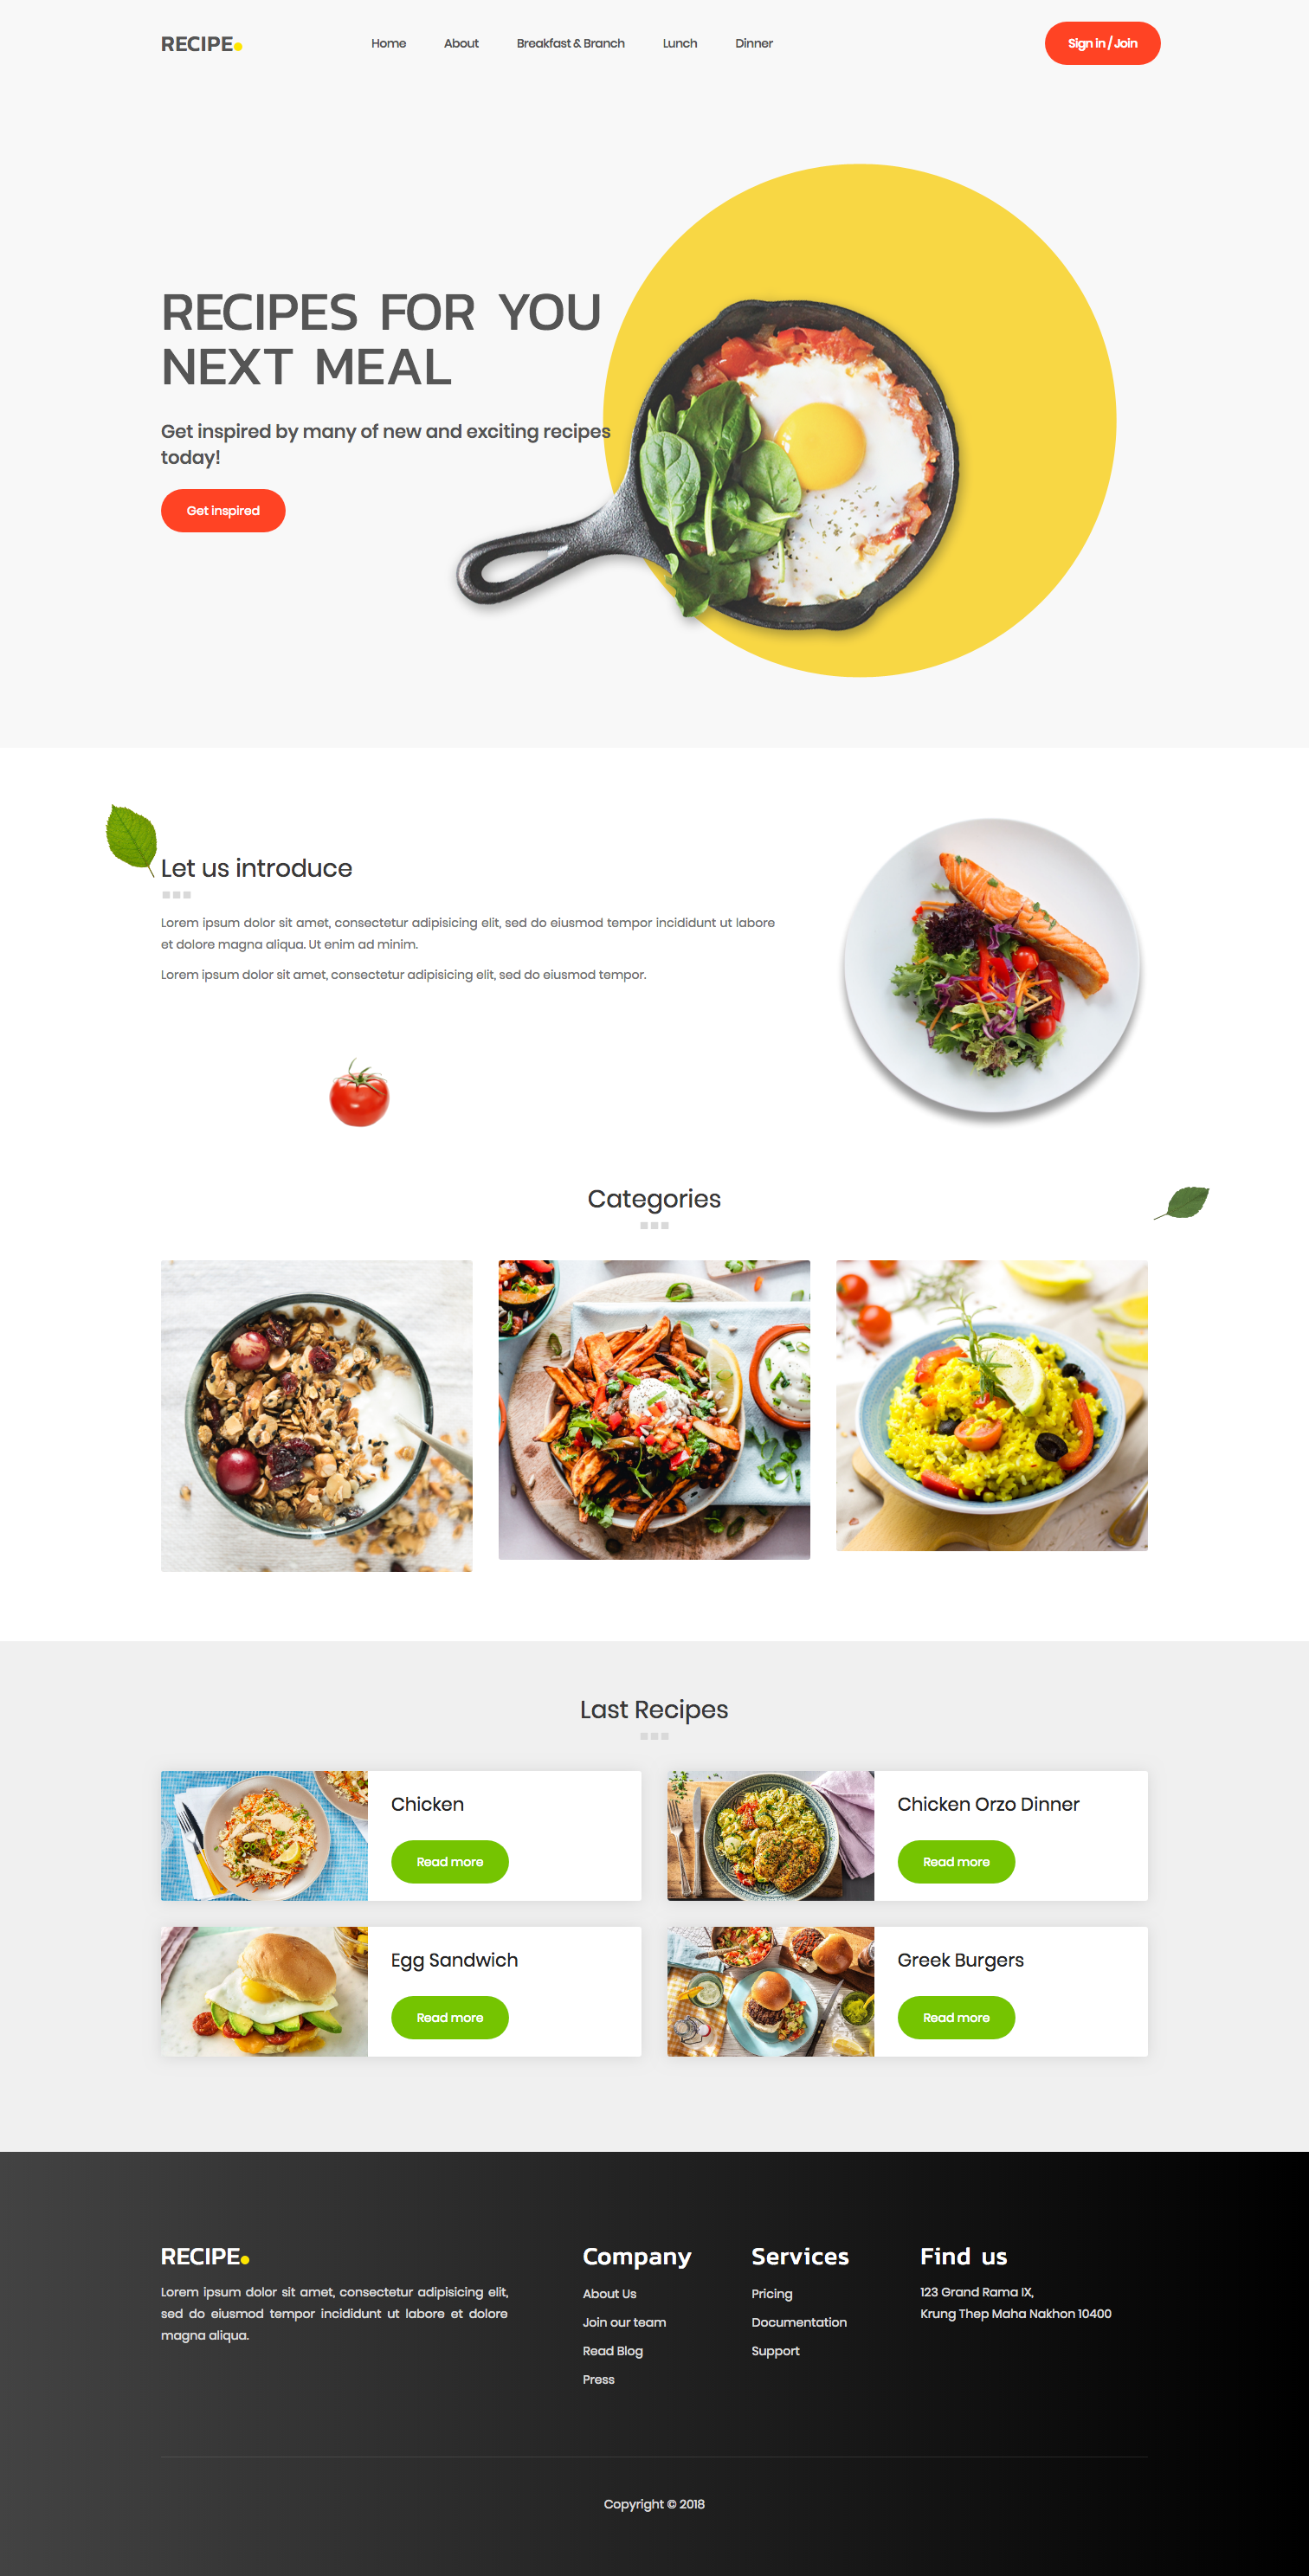 RECIPE.
Home About Breakfast & Branch Lunch Dinner
Sign in / Join
RECIPES FOR YOU
NEXT MEAL
Get inspired by many of new and exciting recipes
today!
Get inspired
Let us introduce
Lorem ipsum dolor sit amet, consectetur adipisicing elit, sed do eiusmod tempor incididunt ut labore
et dolore magna aliqua. Ut enim ad minim.
Lorem ipsum dolor sit amet, consectetur adipisicing elit, sed do eiusmod tempor.
Categories
Last Recipes
Chicken
Read more
Chicken Orzo Dinner
Read more
Egg Sandwich
Read more
Greek Burgers
Read more
RECIPE.
Lorem ipsum dolor sit amet, consectetur adipisicing elit,
sed do eiusmod tempor incididunt ut labore et dolore
magna aliqua.
Company
About Us
Join our team
Read Blog
Press
Services
Pricing
Documentation
Support
Find us
123 Grand Rama IX,
Krung Thep Maha Nakhon 10400
Copyright © 2018